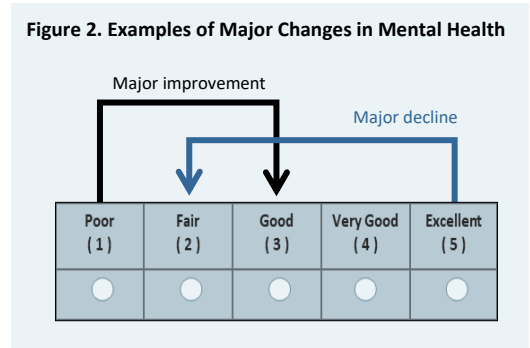 Figure 2. Examples of Major Changes in Mental Health
Major improvement
Major decline
Poor Fair Good Very Good Excellent
( 1 ) ( 2 ) ( 3 ) ( 4 ) ( 5 )